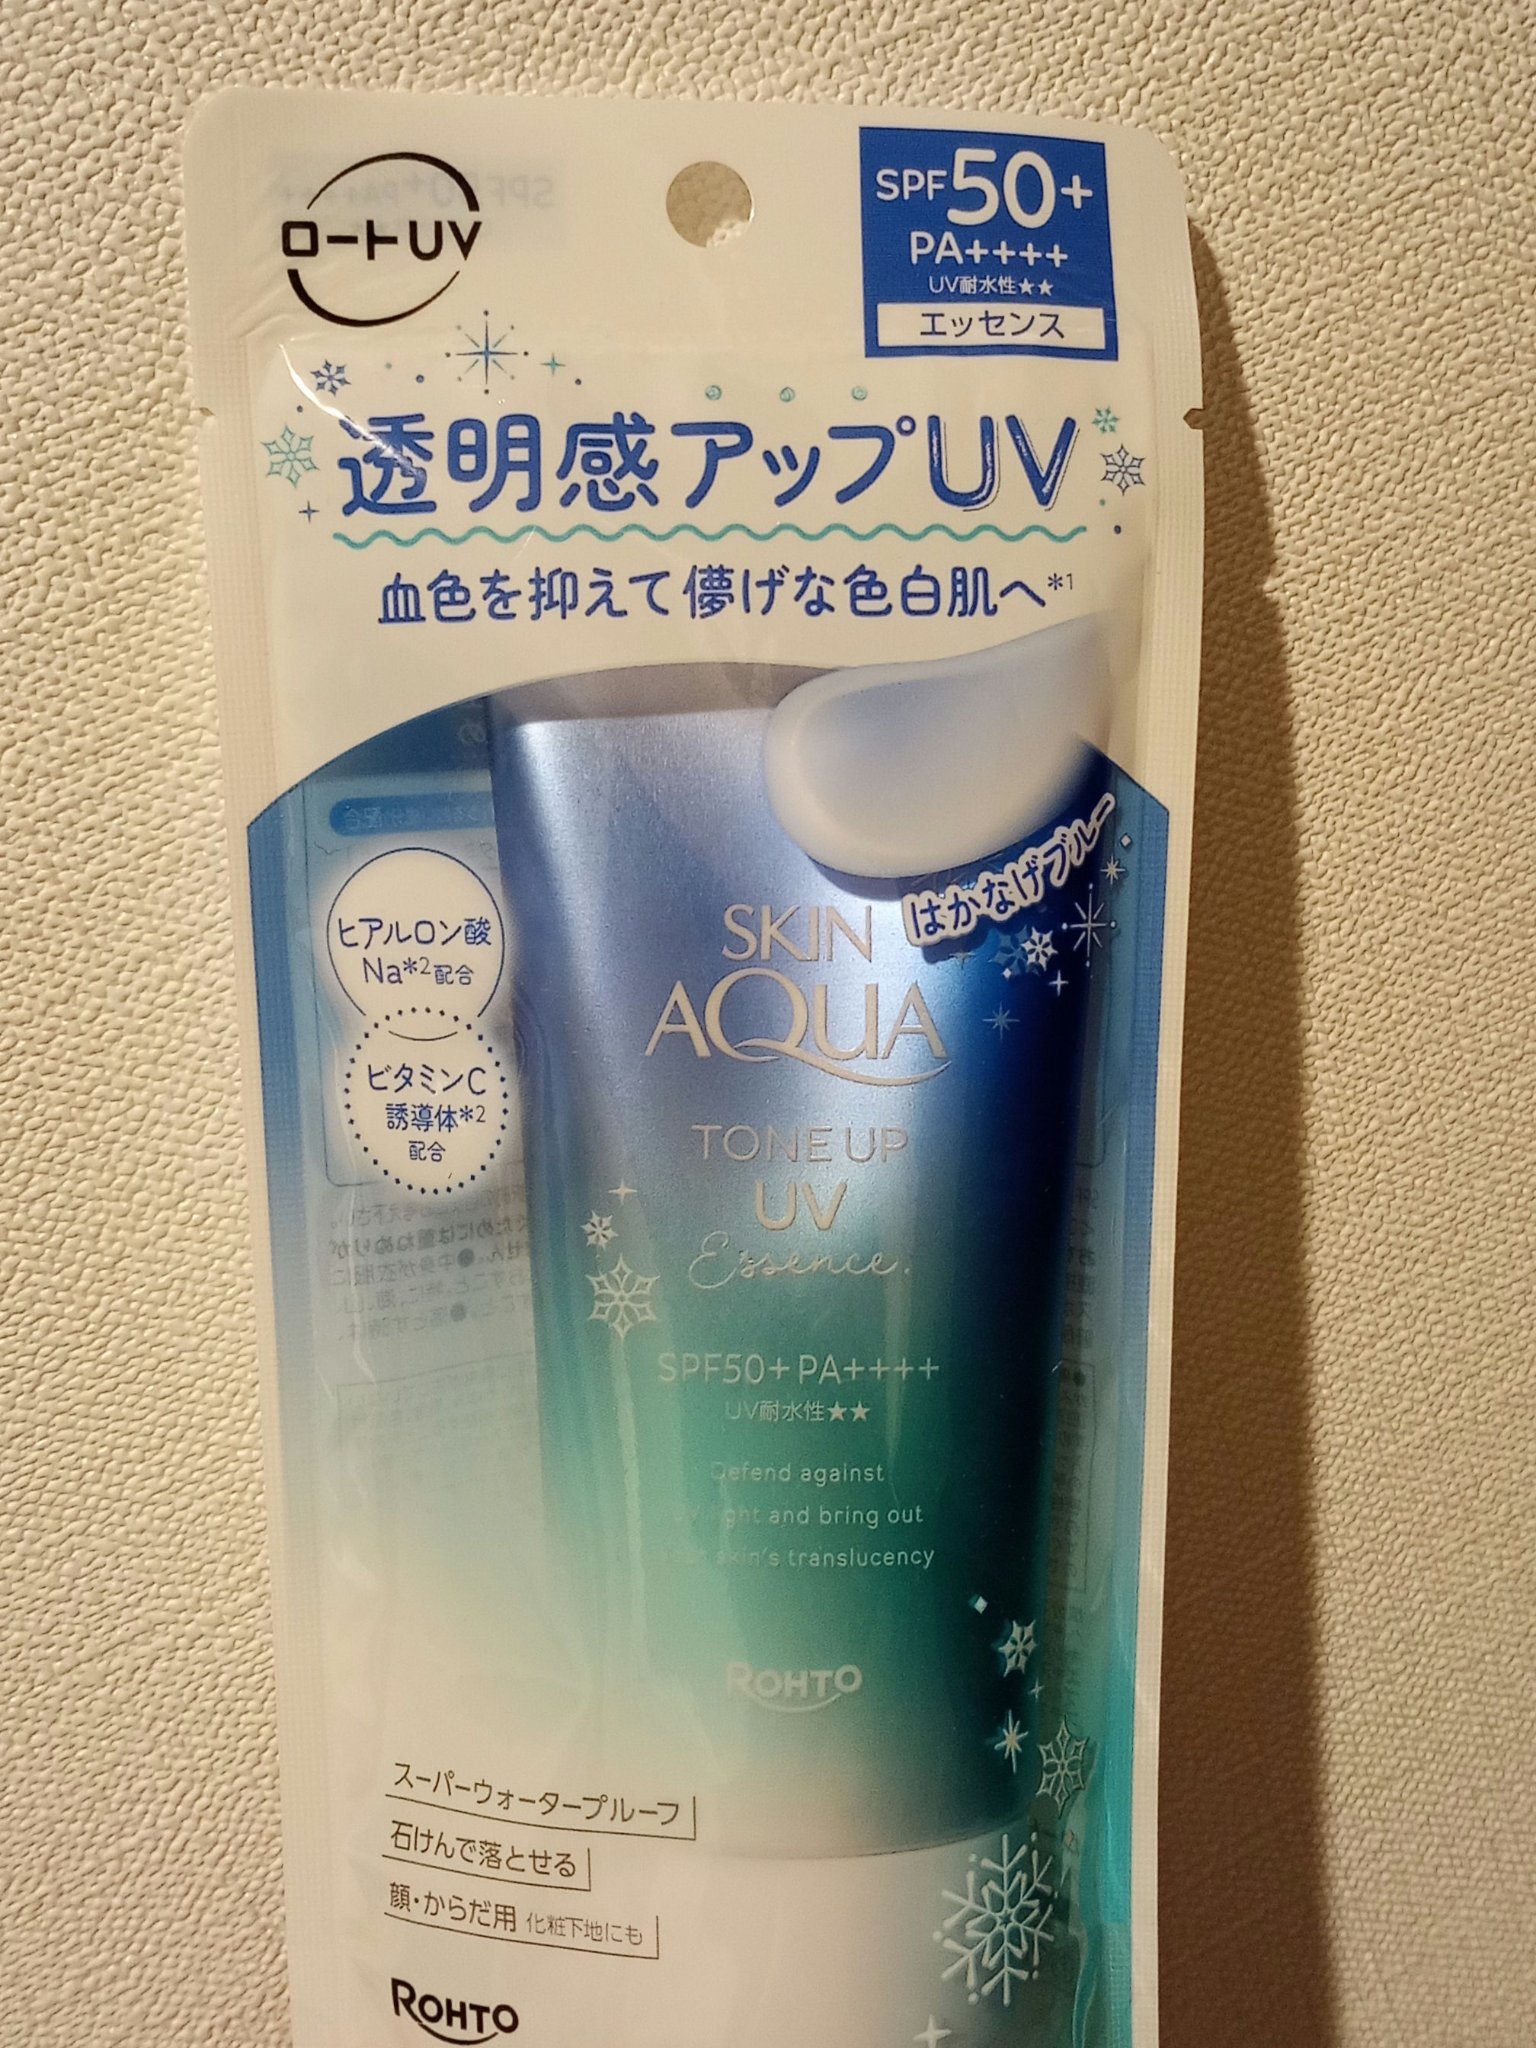 ロートUV
SPF50+
PA++++
UV耐水性★★
エッセンス
透明感アップUV
血色を抑えて儚げな色白肌へ*1
はかなげブルー
ヒアルロン酸
Na*2配合
ビタミンC
誘導体*2
配合
SKIN
AQUA
TONE UP
UV
Essence.
SPF50+PA++++
UV耐水性★★
Defend against
light and bring out
skin's translucency
ROHTO
スーパーウォータープルーフ
石けんで落とせる
顔・からだ用 化粧下地にも
ROHTO